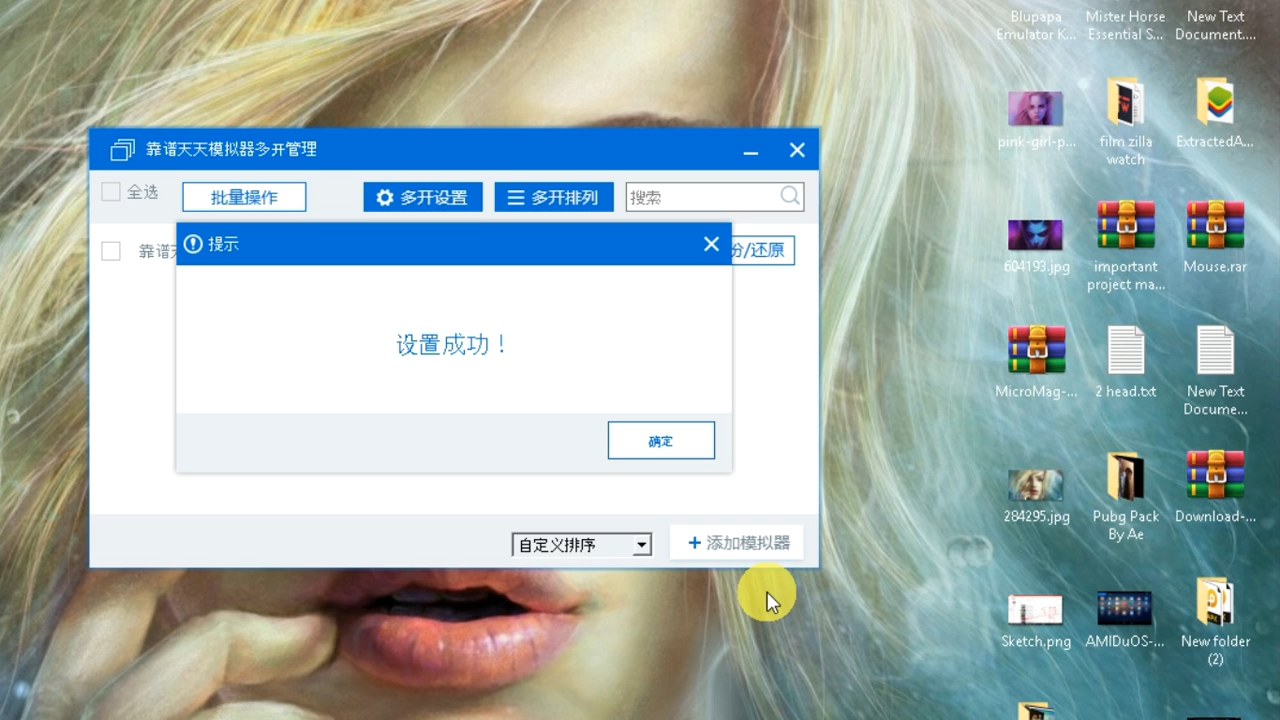 Blupapa
Emulator K...
Mister Horse
Essential S...
New Text
Document....
靠谱天天模拟器多开管理
全选
批量操作
多开设置
多开排列
搜索
靠谱
份/还原
提示
设置成功！
确定
自定义排序
+ 添加模拟器
pink-girl-p...
film zilla
watch
ExtractedA...
604193.jpg
important
project ma...
Mouse.rar
MicroMag-...
2 head.txt
New Text
Docume...
284295.jpg
Pubg Pack
By Ae
Download-...
Sketch.png
AMIDuOS-...
New folder
(2)